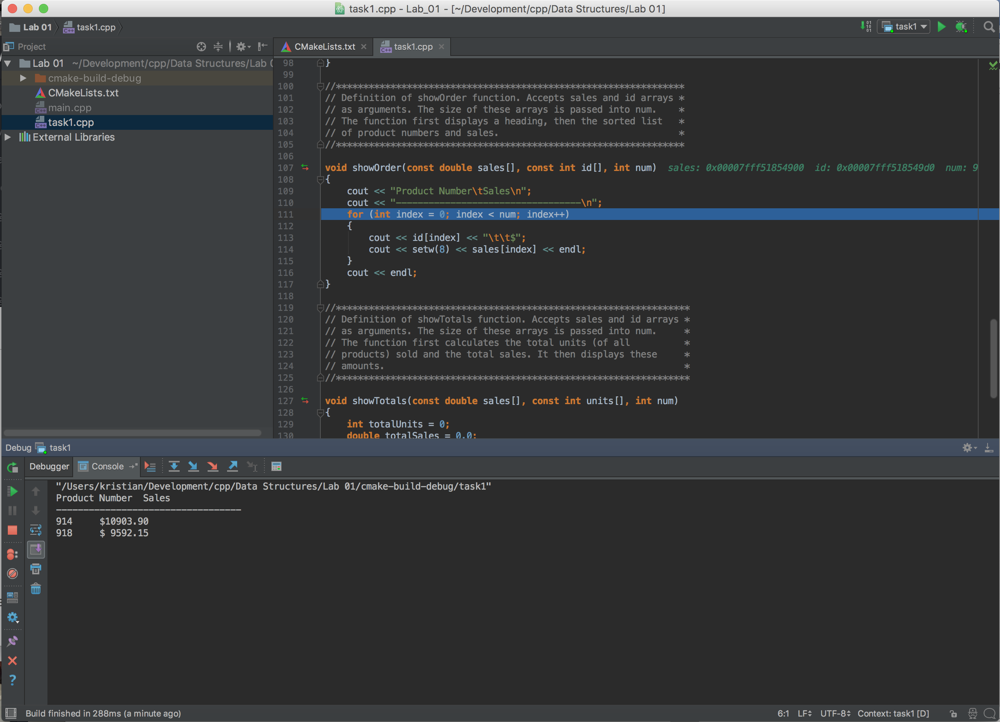 task1.cpp - Lab_01 - [~/Development/cpp/Data Structures/Lab 01]
Lab 01 task1.cpp task1
Project
CMakeLists.txt task1.cpp
Lab 01 ~/Development/cpp/Data Structures/Lab
cmake-build-debug
CMakeLists.txt
main.cpp
task1.cpp
External Libraries
98 }
99
100 //****************************************************************
101 // Definition of showOrder function. Accepts sales and id arrays *
102 // as arguments. The size of these arrays is passed into num.    *
103 // The function first displays a heading, then the sorted list   *
104 // of product numbers and sales.                                 *
105 //****************************************************************
106
107 void showOrder(const double sales[], const int id[], int num) sales: 0x00007fff51854900 id: 0x00007fff518549d0 num: 9
108 {
109     cout << "Product Number\tSales\n";
110     cout << "----------------------------------\n";
111     for (int index = 0; index < num; index++)
112     {
113         cout << id[index] << "\t\t$";
114         cout << setw(8) << sales[index] << endl;
115     }
116     cout << endl;
117 }
118
119 //*****************************************************************
120 // Definition of showTotals function. Accepts sales and id arrays *
121 // as arguments. The size of these arrays is passed into num.     *
122 // The function first calculates the total units (of all          *
123 // products) sold and the total sales. It then displays these     *
124 // amounts.                                                       *
125 //*****************************************************************
126
127 void showTotals(const double sales[], const int units[], int num)
128 {
129     int totalUnits = 0;
130     double totalSales = 0.0;
Debug task1
Debugger Console
"/Users/kristian/Development/cpp/Data Structures/Lab 01/cmake-build-debug/task1"
Product Number  Sales
----------------------------------
914     $10903.90
918     $ 9592.15
Build finished in 288ms (a minute ago) 6:1 LF UTF-8 Context: task1 [D]